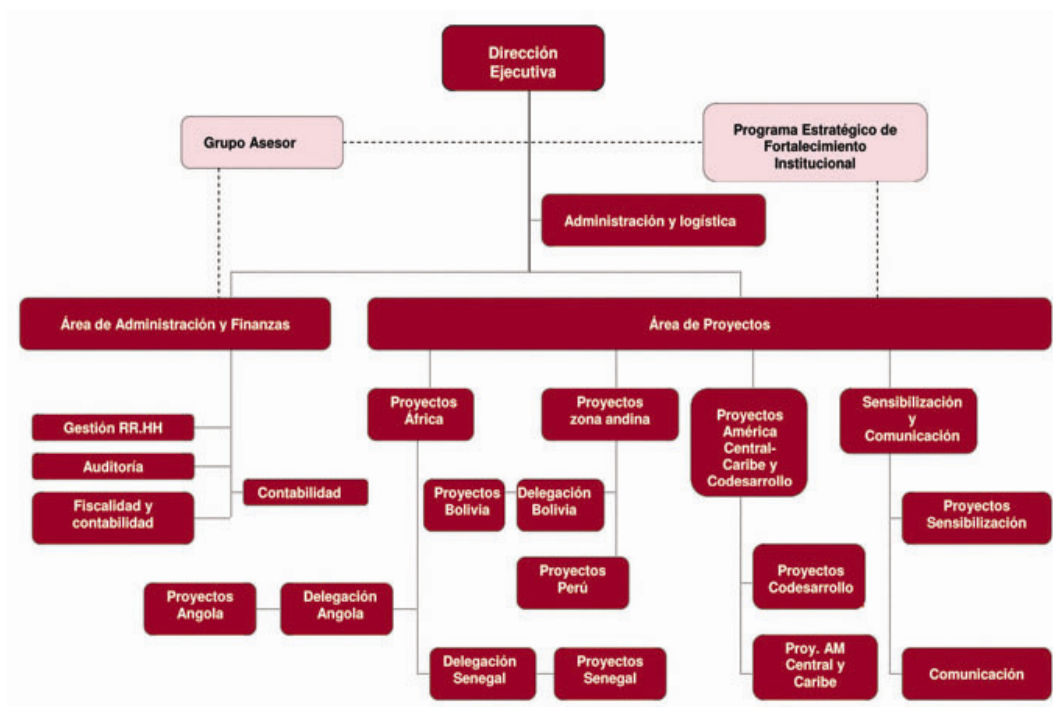 Dirección
Ejecutiva
Grupo Asesor
Programa Estratégico de
Fortalecimiento
Institucional
Administración y logística
Área de Administración y Finanzas
Área de Proyectos
Gestión RR.HH
Auditoría
Fiscalidad y
contabilidad
Contabilidad
Proyectos
África
Proyectos
zona andina
Proyectos
América
Central-
Caribe y
Codesarrollo
Sensibilización
y
Comunicación
Proyectos
Bolivia
Delegación
Bolivia
Proyectos
Sensibilización
Proyectos
Perú
Proyectos
Codesarrollo
Proyectos
Angola
Delegación
Angola
Delegación
Senegal
Proyectos
Senegal
Proy. AM
Central y
Caribe
Comunicación